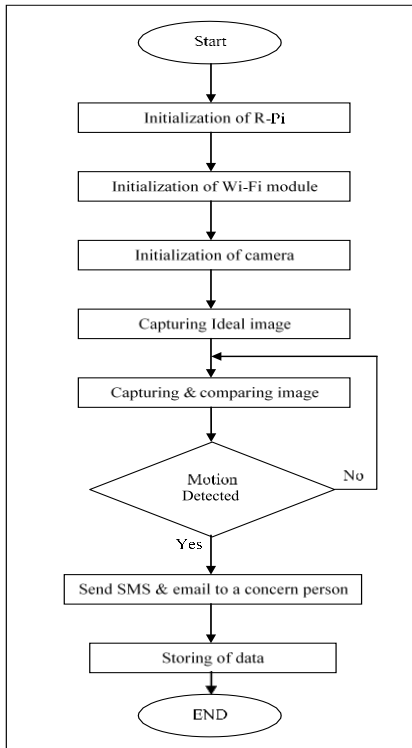 Start
Initialization of R-Pi
Initialization of Wi-Fi module
Initialization of camera
Capturing Ideal image
Capturing & comparing image
Motion
Detected
No
Yes
Send SMS & email to a concern person
Storing of data
END